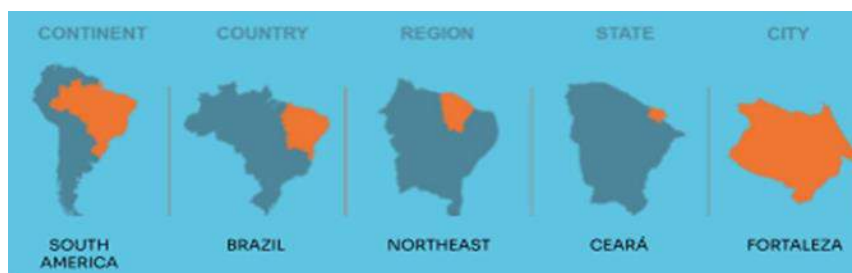 CONTINENT
COUNTRY
REGION
STATE
CITY
SOUTH
AMERICA
BRAZIL
NORTHEAST
CEARÁ
FORTALEZA